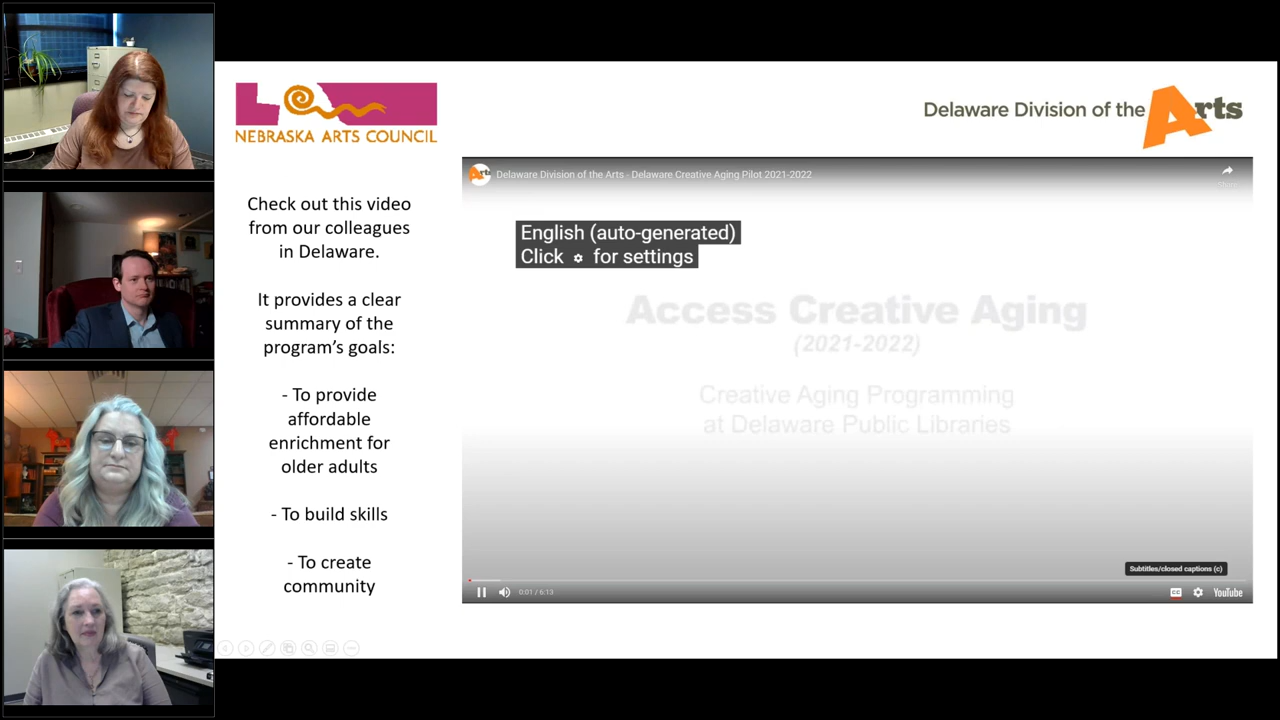 NEBRASKA ARTS COUNCIL
Delaware Division of the Arts
Check out this video
from our colleagues
in Delaware.
It provides a clear
summary of the
program’s goals:
- To provide
affordable
enrichment for
older adults
- To build skills
- To create
community
Arts
Delaware Division of the Arts - Delaware Creative Aging Pilot 2021-2022
Share
English (auto-generated)
Click for settings
Access Creative Aging
(2021-2022)
Creative Aging Programming
at Delaware Public Libraries
Subtitles/closed captions (c)
0:01 / 6:13
CC
YouTube